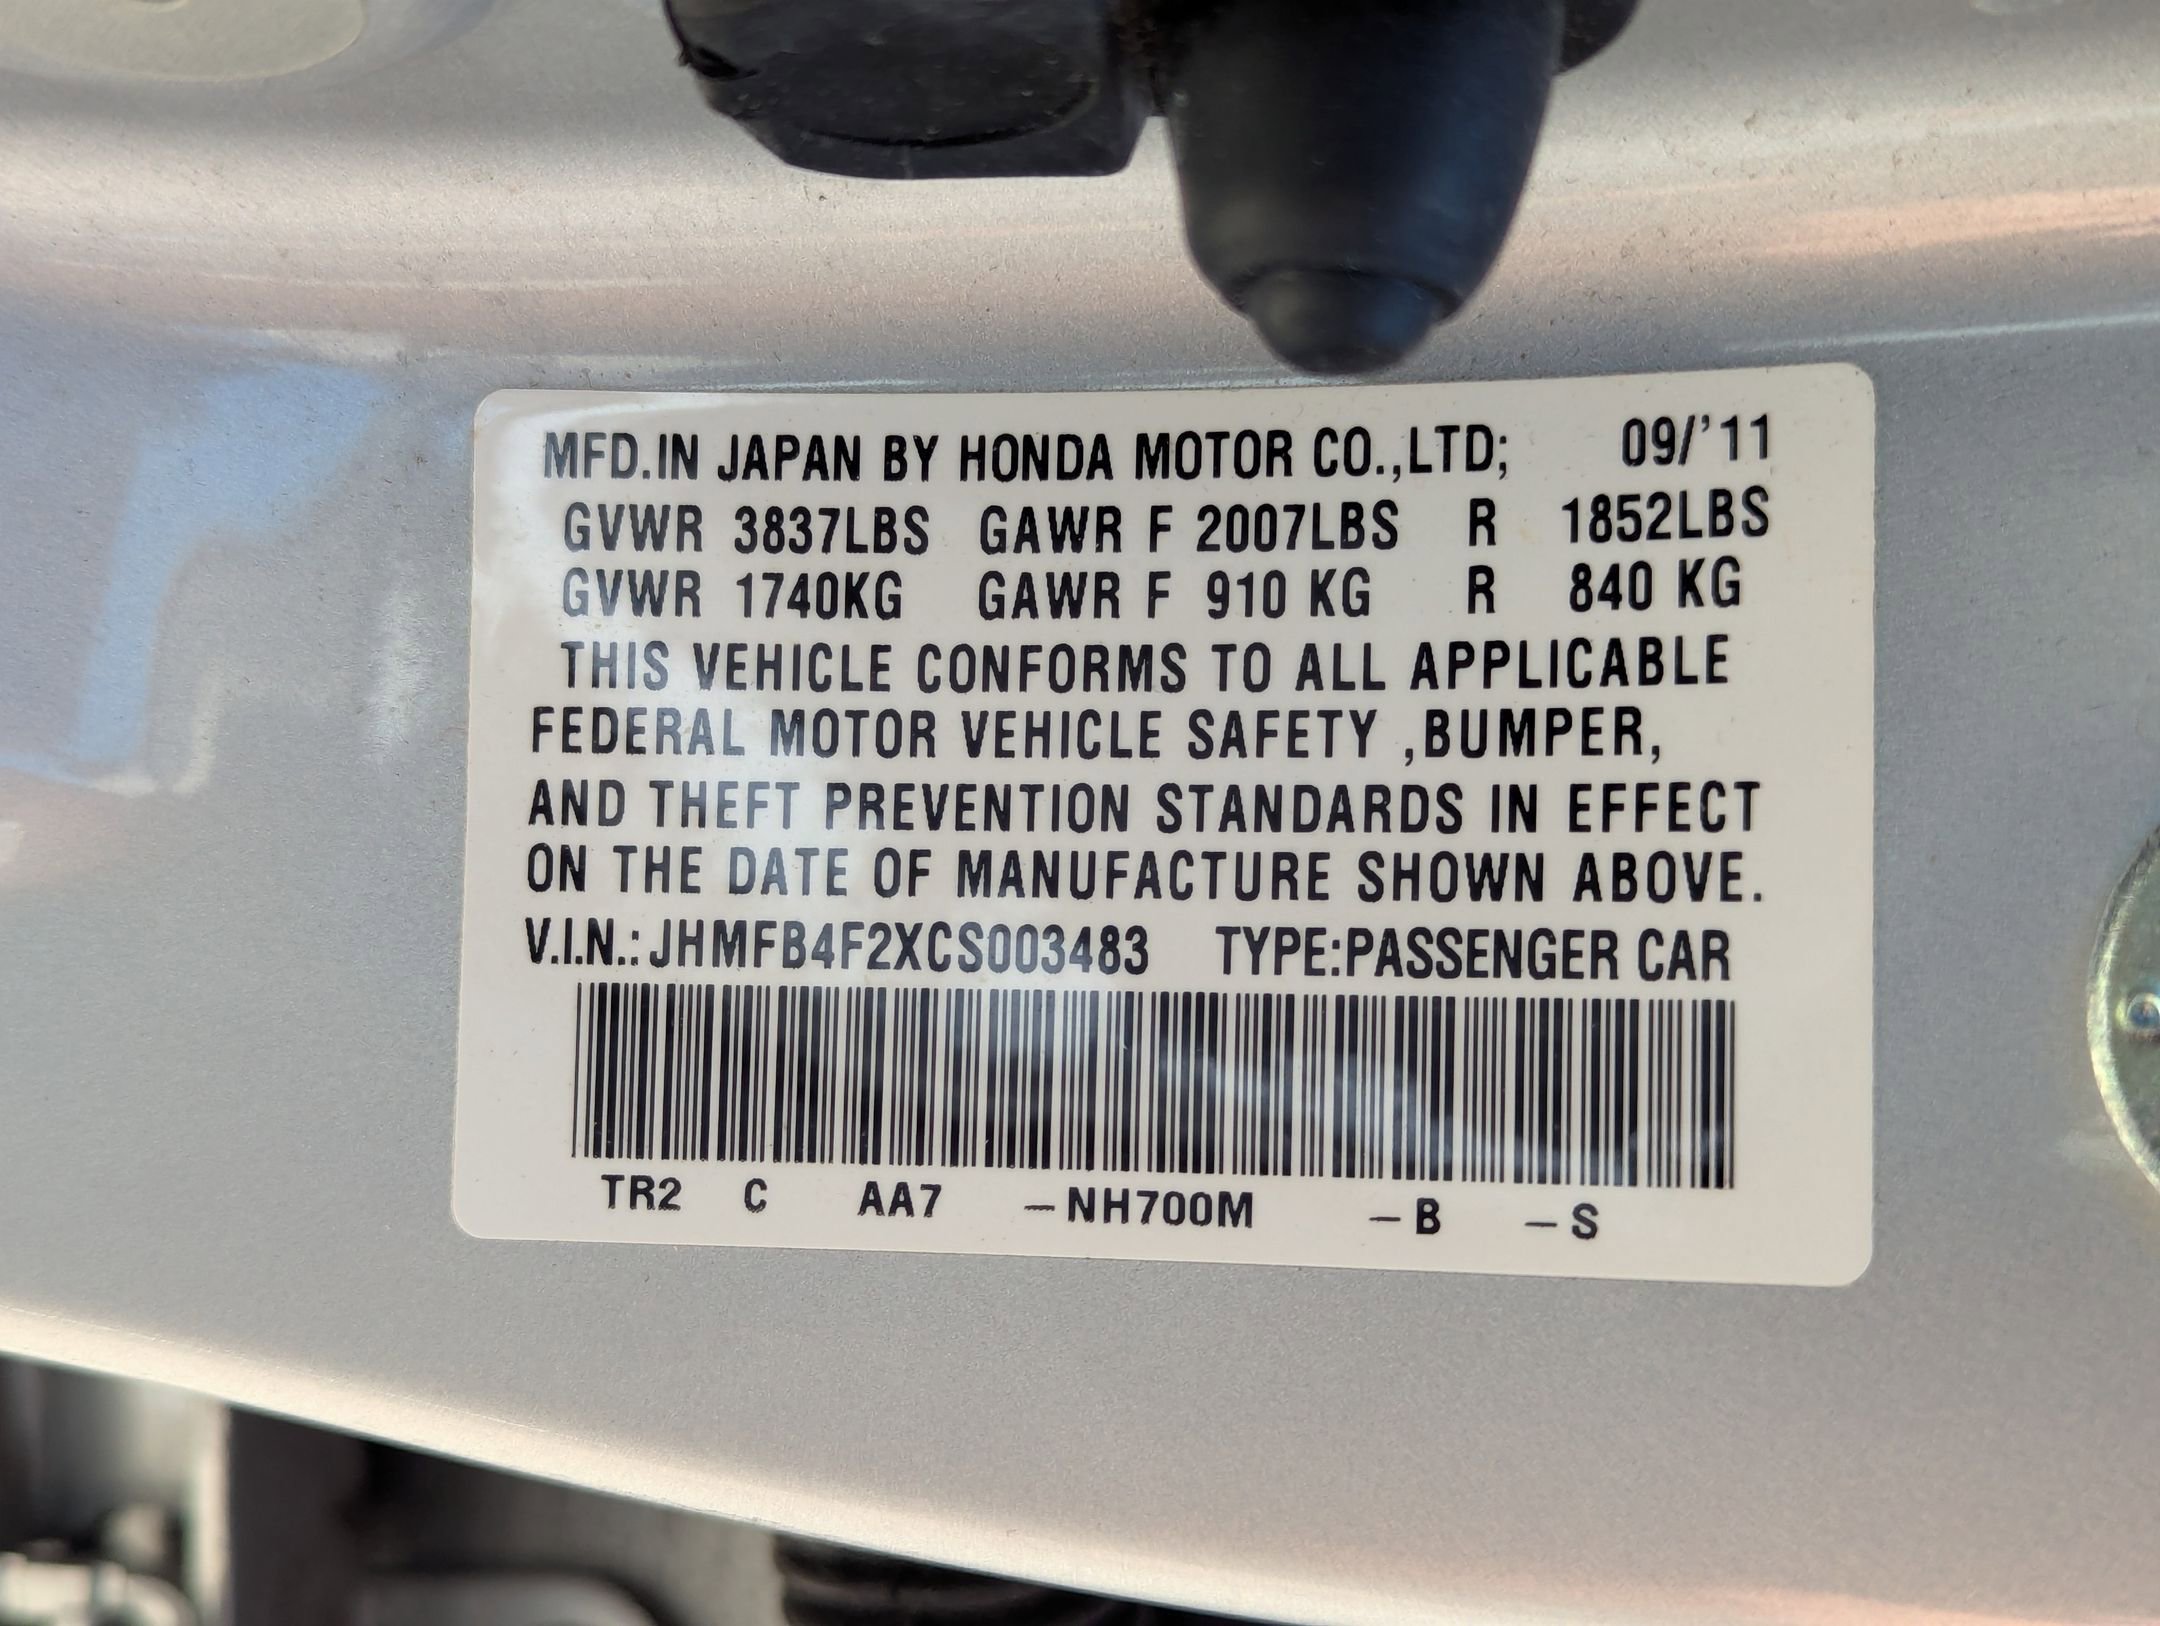 MFD.IN JAPAN BY HONDA MOTOR CO.,LTD; 09/'11
GVWR 3837LBS GAWR F 2007LBS R 1852LBS
GVWR 1740KG GAWR F 910 KG R 840 KG
THIS VEHICLE CONFORMS TO ALL APPLICABLE
FEDERAL MOTOR VEHICLE SAFETY ,BUMPER,
AND THEFT PREVENTION STANDARDS IN EFFECT
ON THE DATE OF MANUFACTURE SHOWN ABOVE.
V.I.N.: JHMFB4F2XCS003483 TYPE:PASSENGER CAR
TR2 C AA7 –NH700M –B –S